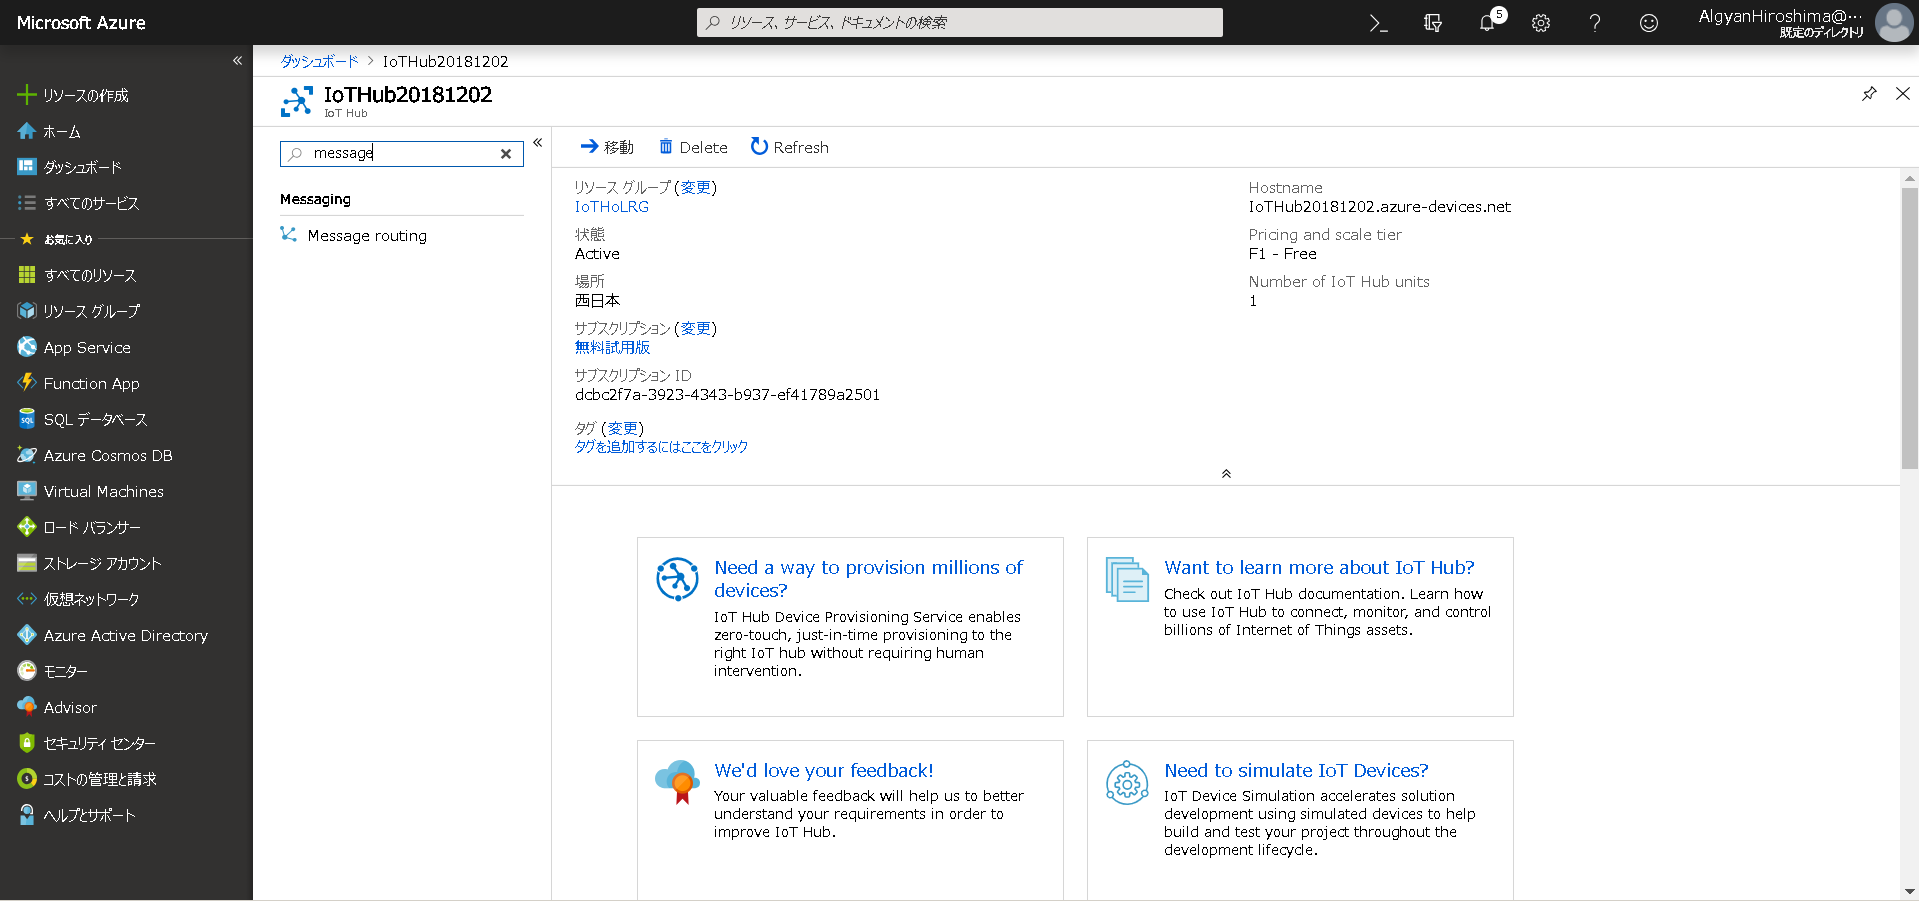 Microsoft Azure
リソース、サービス、ドキュメントの検索
5
AlgyanHiroshima@…
既定のディレクトリ
リソースの作成
ホーム
ダッシュボード
すべてのサービス
お気に入り
すべてのリソース
リソース グループ
App Service
Function App
SQL データベース
Azure Cosmos DB
Virtual Machines
ロード バランサー
ストレージ アカウント
仮想ネットワーク
Azure Active Directory
モニター
Advisor
セキュリティ センター
コストの管理と請求
ヘルプとサポート
ダッシュボード > IoTHub20181202
IoTHub20181202
IoT Hub
message
Messaging
Message routing
移動 Delete Refresh
リソース グループ (変更)
IoTHoLRG
状態
Active
場所
西日本
サブスクリプション (変更)
無料試用版
サブスクリプション ID
dcbc2f7a-3923-4343-b937-ef41789a2501
タグ (変更)
タグを追加するにはここをクリック
Hostname
IoTHub20181202.azure-devices.net
Pricing and scale tier
F1 - Free
Number of IoT Hub units
1
Need a way to provision millions of
devices?
IoT Hub Device Provisioning Service enables
zero-touch, just-in-time provisioning to the
right IoT hub without requiring human
intervention.
Want to learn more about IoT Hub?
Check out IoT Hub documentation. Learn how
to use IoT Hub to connect, monitor, and control
billions of Internet of Things assets.
We'd love your feedback!
Your valuable feedback will help us to better
understand your requirements in order to
improve IoT Hub.
Need to simulate IoT Devices?
IoT Device Simulation accelerates solution
development using simulated devices to help
build and test your project throughout the
development lifecycle.